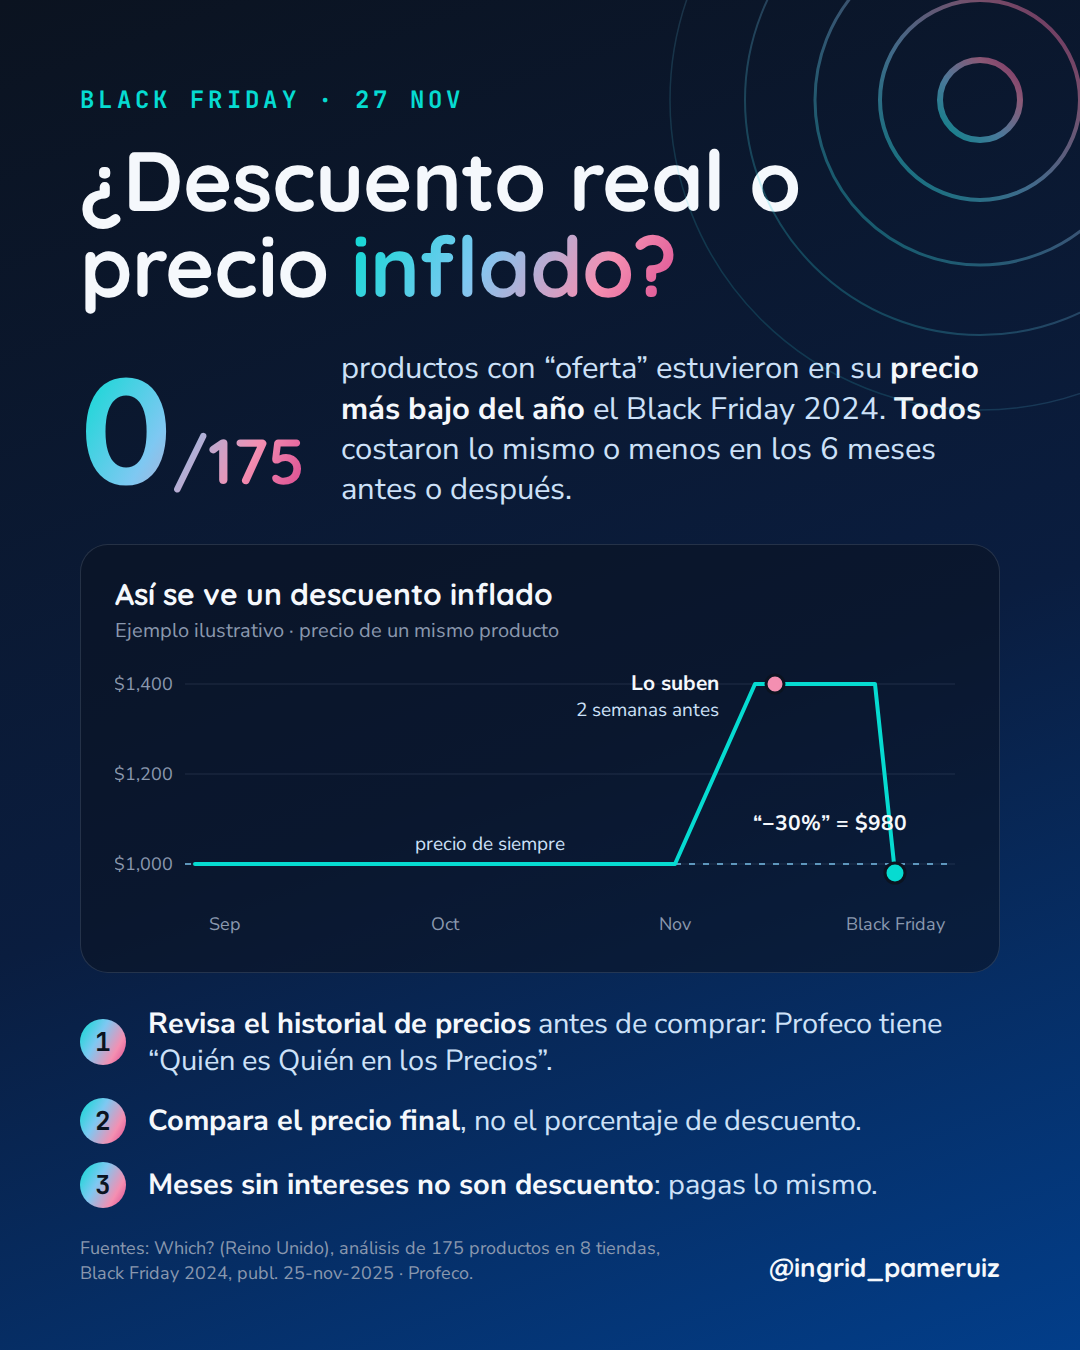 BLACK FRIDAY · 27 NOV
¿Descuento real o
precio inflado?
0/175
productos con “oferta” estuvieron en su precio
más bajo del año el Black Friday 2024. Todos
costaron lo mismo o menos en los 6 meses
antes o después.
Así se ve un descuento inflado
Ejemplo ilustrativo · precio de un mismo producto
$1,400
Lo suben
2 semanas antes
$1,200
“−30%” = $980
precio de siempre
$1,000
Sep
Oct
Nov
Black Friday
1
Revisa el historial de precios antes de comprar: Profeco tiene
“Quién es Quién en los Precios”.
2
Compara el precio final, no el porcentaje de descuento.
3
Meses sin intereses no son descuento: pagas lo mismo.
Fuentes: Which? (Reino Unido), análisis de 175 productos en 8 tiendas,
Black Friday 2024, publ. 25-nov-2025 · Profeco.
@ingrid_pameruiz